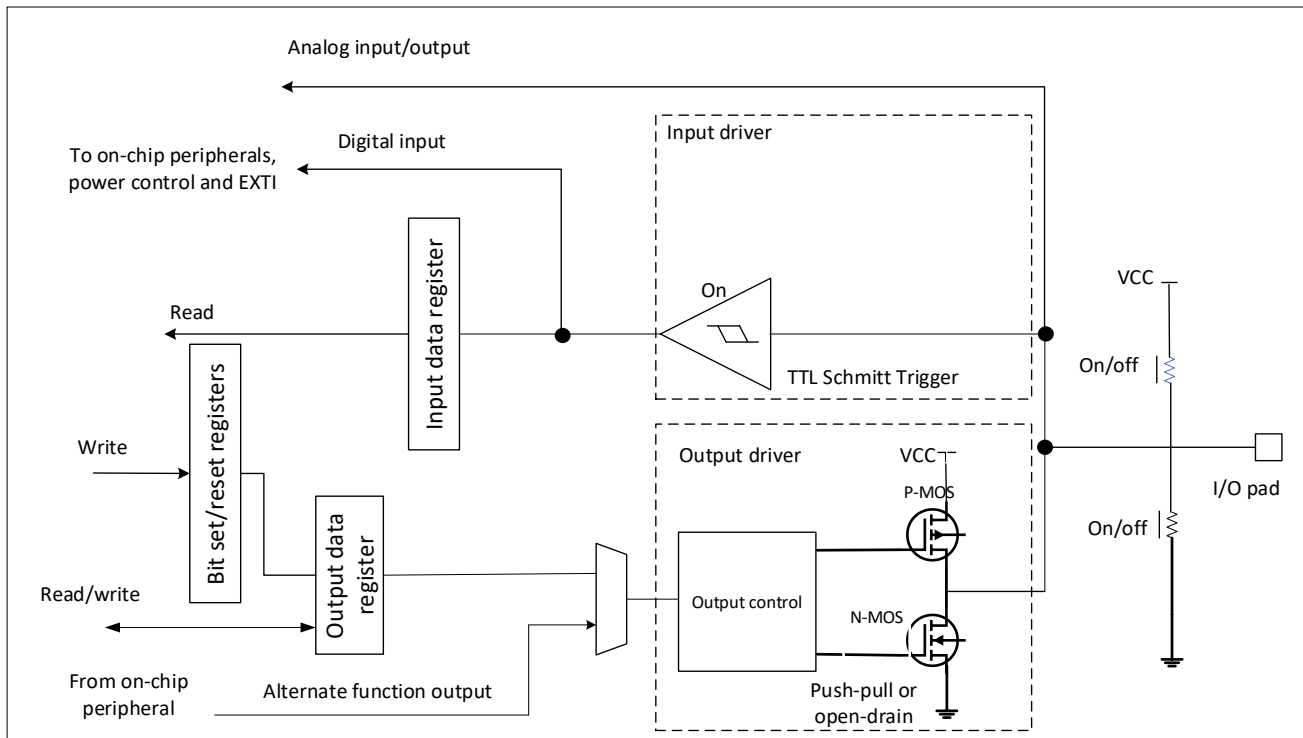 Analog input/output
Input driver
Digital input
To on-chip peripherals,
power control and EXTI
Input data register
On
VCC
Read
On/off
TTL Schmitt Trigger
Bit set/reset registers
Write
Output driver
VCC
P-MOS
I/O pad
On/off
Output data
register
Read/write
Output control
N-MOS
From on-chip
peripheral
Alternate function output
Push-pull or
open-drain